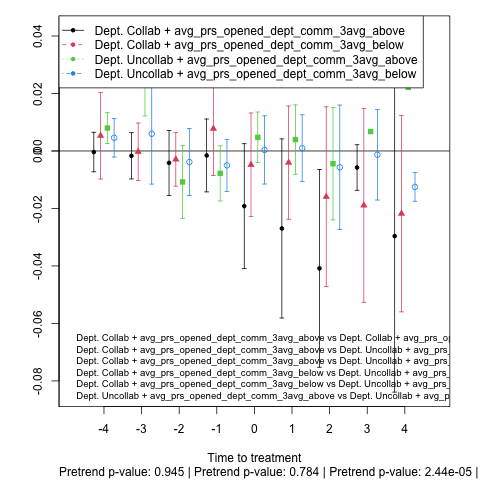 Dept. Collab + avg_prs_opened_dept_comm_3avg_above
Dept. Collab + avg_prs_opened_dept_comm_3avg_below
Dept. Uncollab + avg_prs_opened_dept_comm_3avg_above
Dept. Uncollab + avg_prs_opened_dept_comm_3avg_below
0.04
0.02
0.00
-0.02
-0.04
-0.06
-0.08
Dept. Collab + avg_prs_opened_dept_comm_3avg_above vs Dept. Collab + avg_prs_o
Dept. Collab + avg_prs_opened_dept_comm_3avg_above vs Dept. Uncollab + avg_prs
Dept. Collab + avg_prs_opened_dept_comm_3avg_above vs Dept. Uncollab + avg_prs
Dept. Collab + avg_prs_opened_dept_comm_3avg_below vs Dept. Uncollab + avg_prs_
Dept. Collab + avg_prs_opened_dept_comm_3avg_below vs Dept. Uncollab + avg_prs_
Dept. Uncollab + avg_prs_opened_dept_comm_3avg_above vs Dept. Uncollab + avg_p
-4 -3 -2 -1 0 1 2 3 4
Time to treatment
Pretrend p-value: 0.945 | Pretrend p-value: 0.784 | Pretrend p-value: 2.44e-05 |